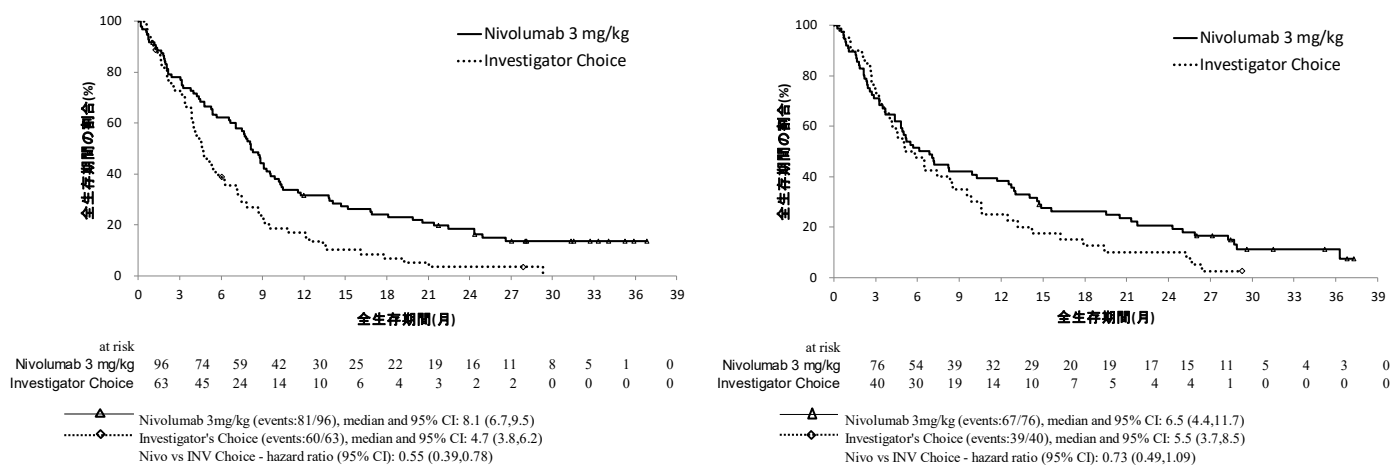 100
80
60
40
20
0
全生存期間の割合(%)
Nivolumab 3 mg/kg
Investigator Choice
0 3 6 9 12 15 18 21 24 27 30 33 36 39
全生存期間(月)
at risk
Nivolumab 3 mg/kg 96 74 59 42 30 25 22 19 16 11 8 5 1 0
Investigator Choice 63 45 24 14 10 6 4 3 2 2 0 0 0 0
Nivolumab 3mg/kg (events:81/96), median and 95% CI: 8.1 (6.7,9.5)
Investigator's Choice (events:60/63), median and 95% CI: 4.7 (3.8,6.2)
Nivo vs INV Choice - hazard ratio (95% CI): 0.55 (0.39,0.78)
100
80
60
40
20
0
全生存期間の割合(%)
Nivolumab 3 mg/kg
Investigator Choice
0 3 6 9 12 15 18 21 24 27 30 33 36 39
全生存期間(月)
at risk
Nivolumab 3 mg/kg 76 54 39 32 29 20 19 17 15 11 5 4 3 0
Investigator Choice 40 30 19 14 10 7 5 4 4 1 0 0 0 0
Nivolumab 3mg/kg (events:67/76), median and 95% CI: 6.5 (4.4,11.7)
Investigator's Choice (events:39/40), median and 95% CI: 5.5 (3.7,8.5)
Nivo vs INV Choice - hazard ratio (95% CI): 0.73 (0.49,1.09)